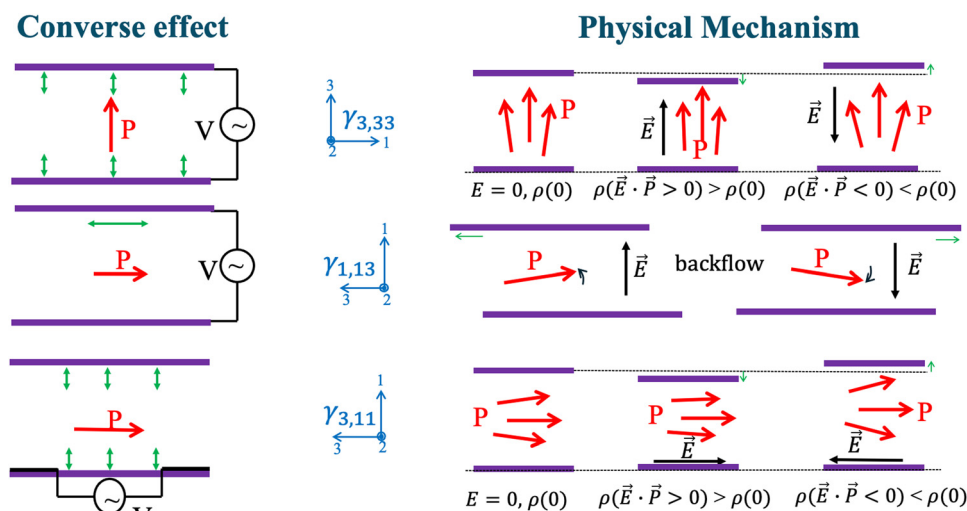 Converse effect
Physical Mechanism
P
V
~
3
γ₃,₃₃
1
2
P
E⃗
P
E⃗
P
E = 0, ρ(0)
ρ(E⃗ · P⃗ > 0) > ρ(0)
ρ(E⃗ · P⃗ < 0) < ρ(0)
P
V
~
1
γ₁,₁₃
3
2
P
E⃗
backflow
P
E⃗
P
~
V
1
γ₃,₁₁
3
2
P
P
E⃗
P
E⃗
E = 0, ρ(0)
ρ(E⃗ · P⃗ > 0) > ρ(0)
ρ(E⃗ · P⃗ < 0) < ρ(0)